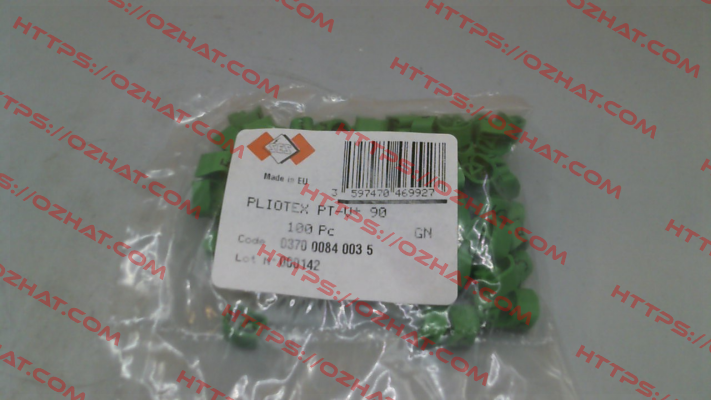 Made in EU
3 597470 469927
PLIOTEX PT-V+ 90
100 Pc GN
Code 0370 0084 003 5
Lot N 000142
HTTPS://OZHAT.COM